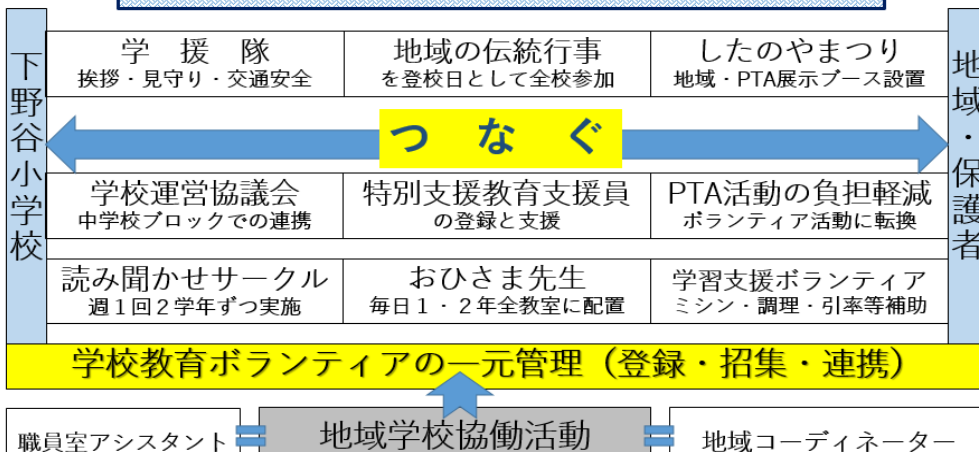 下野谷小学校
学 援 隊
挨拶・見守り・交通安全
地域の伝統行事
を登校日として全校参加
したのやまつり
地域・PTA展示ブース設置
地域・保護者
つ な ぐ
学校運営協議会
中学校ブロックでの連携
特別支援教育支援員
の登録と支援
PTA活動の負担軽減
ボランティア活動に転換
読み聞かせサークル
週1回2学年ずつ実施
おひさま先生
毎日1・2年全教室に配置
学習支援ボランティア
ミシン・調理・引率等補助
学校教育ボランティアの一元管理(登録・招集・連携)
職員室アシスタント
地域学校協働活動
地域コーディネーター